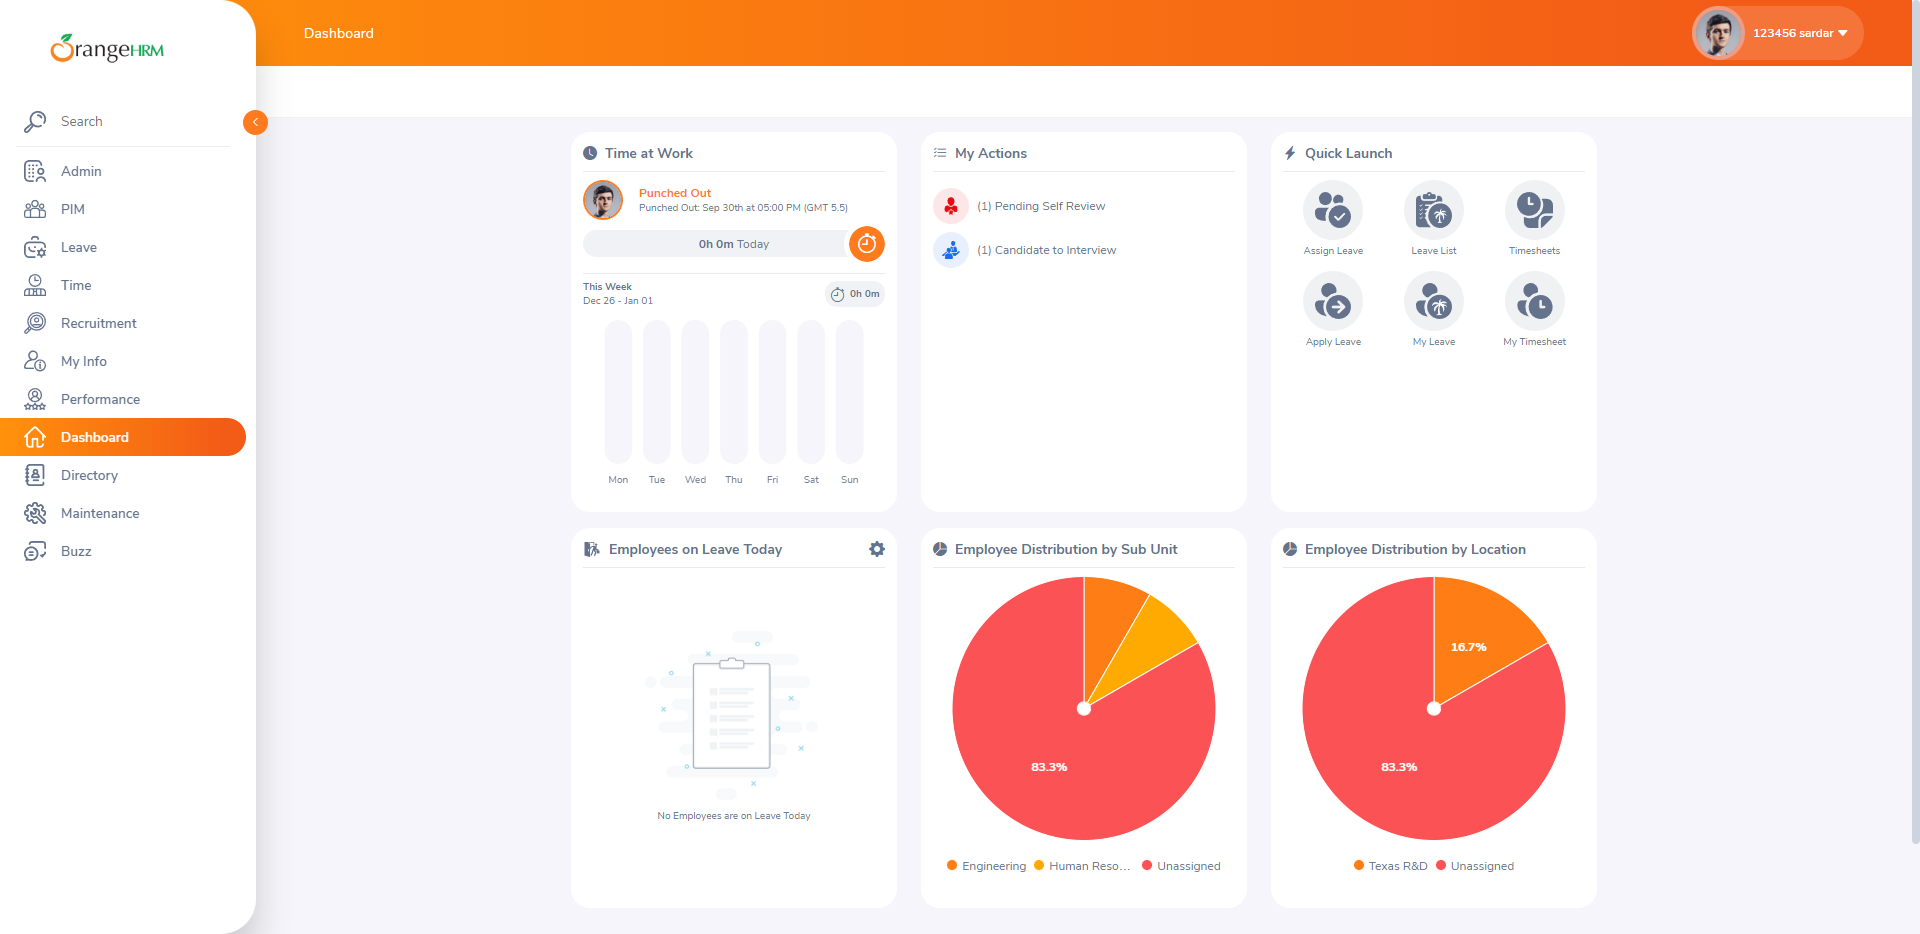 OrangeHRM
Dashboard
123456 sardar
Search
Admin
PIM
Leave
Time
Recruitment
My Info
Performance
Dashboard
Directory
Maintenance
Buzz
Time at Work
Punched Out
Punched Out: Sep 30th at 05:00 PM (GMT 5.5)
0h 0m Today
This Week
Dec 26 - Jan 01
0h 0m
Mon Tue Wed Thu Fri Sat Sun
My Actions
(1) Pending Self Review
(1) Candidate to Interview
Quick Launch
Assign Leave Leave List Timesheets
Apply Leave My Leave My Timesheet
Employees on Leave Today
No Employees are on Leave Today
Employee Distribution by Sub Unit
83.3%
Engineering Human Reso... Unassigned
Employee Distribution by Location
16.7%
83.3%
Texas R&D Unassigned